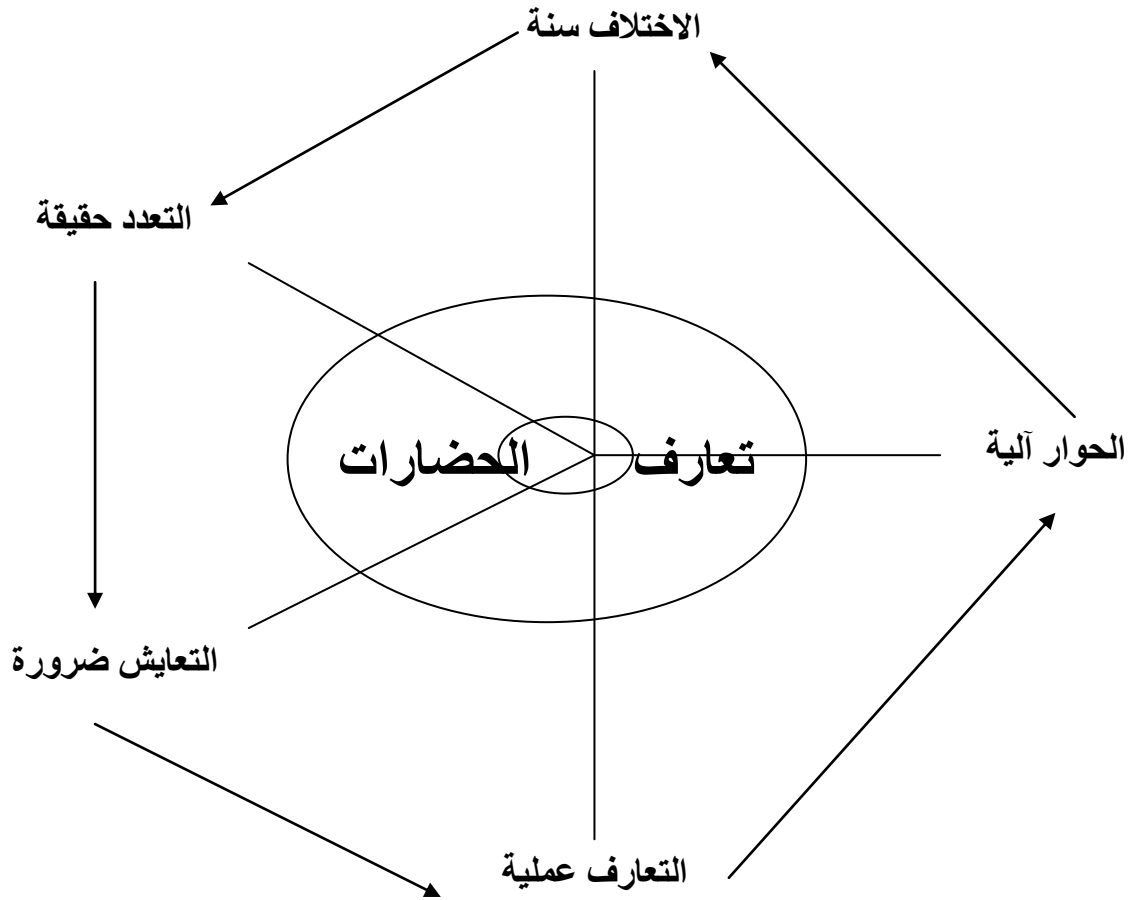 الاختلاف سنة
التعدد حقيقة
تعارف الحضارات
الحوار آلية
التعايش ضرورة
التعارف عملية